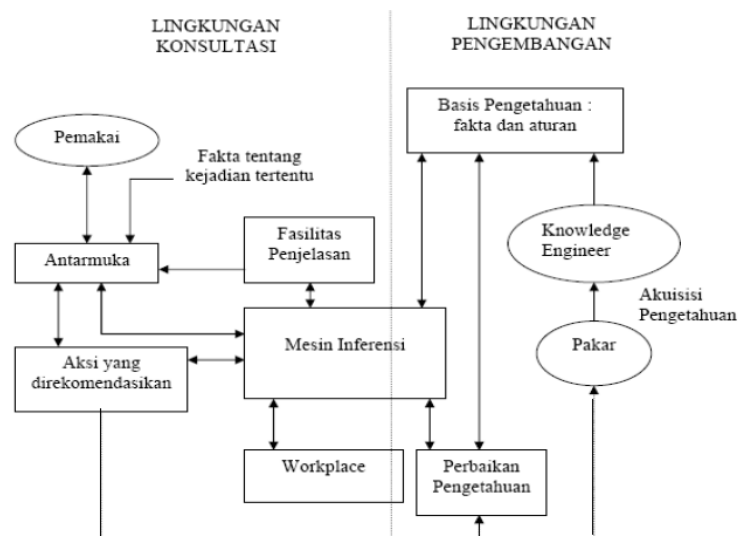 LINGKUNGAN
KONSULTASI
LINGKUNGAN
PENGEMBANGAN
Basis Pengetahuan :
fakta dan aturan
Pemakai
Fakta tentang
kejadian tertentu
Fasilitas
Penjelasan
Knowledge
Engineer
Antarmuka
Akuisisi
Pengetahuan
Mesin Inferensi
Pakar
Aksi yang
direkomendasikan
Workplace
Perbaikan
Pengetahuan